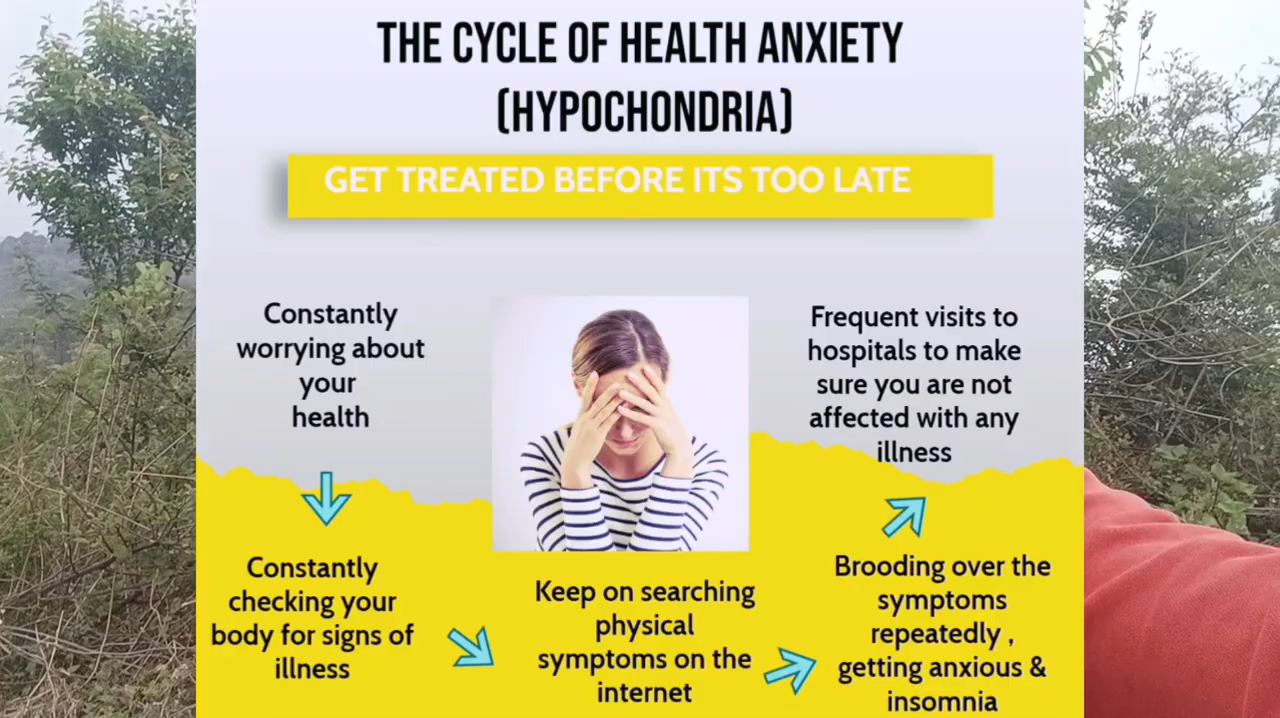 THE CYCLE OF HEALTH ANXIETY
(HYPOCHONDRIA)
GET TREATED BEFORE ITS TOO LATE
Constantly
worrying about
your
health
Constantly
checking your
body for signs of
illness
Keep on searching
physical
symptoms on the
internet
Brooding over the
symptoms
repeatedly ,
getting anxious &
insomnia
Frequent visits to
hospitals to make
sure you are not
affected with any
illness